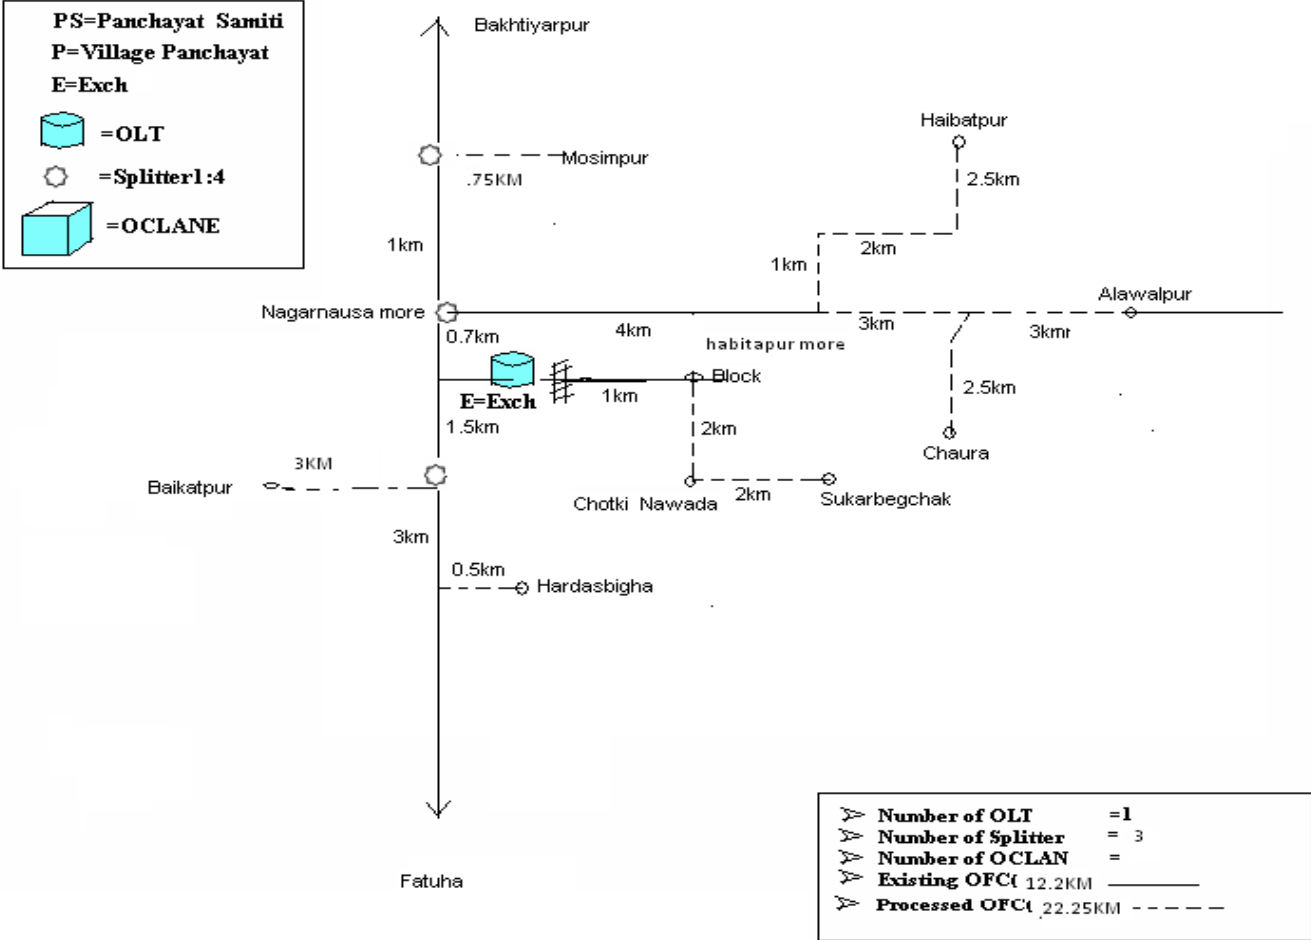 PS=Panchayat Samiti
P=Village Panchayat
E=Exch
=OLT
=Splitter1:4
=OCLANE
Bakhtiyarpur
Mosimpur
.75KM
Haibatpur
2.5km
2km
1km
1km
Nagarnausa more
Alawalpur
0.7km
4km
3km
3kmr
habitapur more
Block
E=Exch
1km
2.5km
1.5km
2km
Chaura
3KM
Baikatpur
Chotki Nawada
2km
Sukarbegchak
3km
0.5km
Hardasbigha
Fatuha
Number of OLT =1
Number of Splitter = 3
Number of OCLAN =
Existing OFC( 12.2KM
Processed OFC( .22.25KM